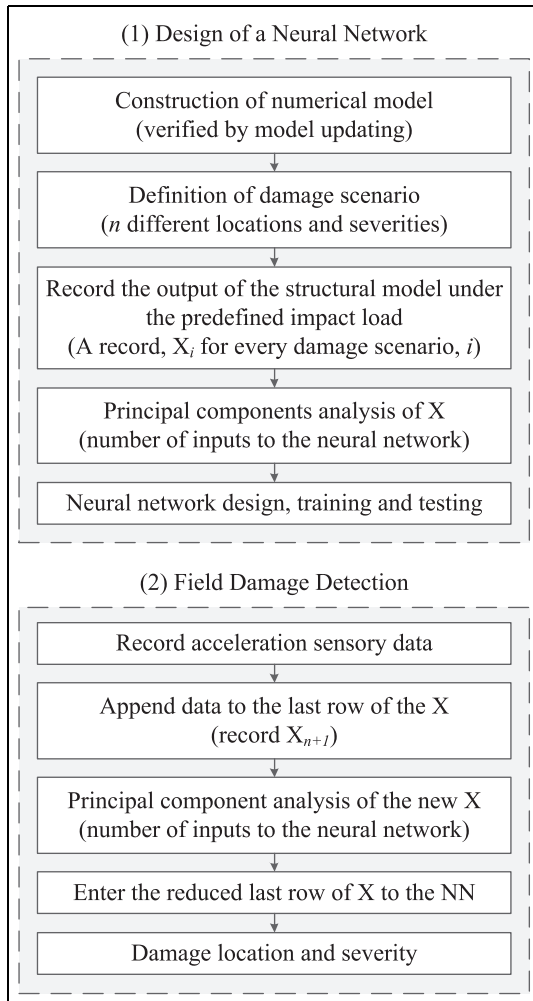 (1) Design of a Neural Network
Construction of numerical model
(verified by model updating)
Definition of damage scenario
(n different locations and severities)
Record the output of the structural model under
the predefined impact load
(A record, Xi for every damage scenario, i)
Principal components analysis of X
(number of inputs to the neural network)
Neural network design, training and testing
(2) Field Damage Detection
Record acceleration sensory data
Append data to the last row of the X
(record Xn+1)
Principal component analysis of the new X
(number of inputs to the neural network)
Enter the reduced last row of X to the NN
Damage location and severity